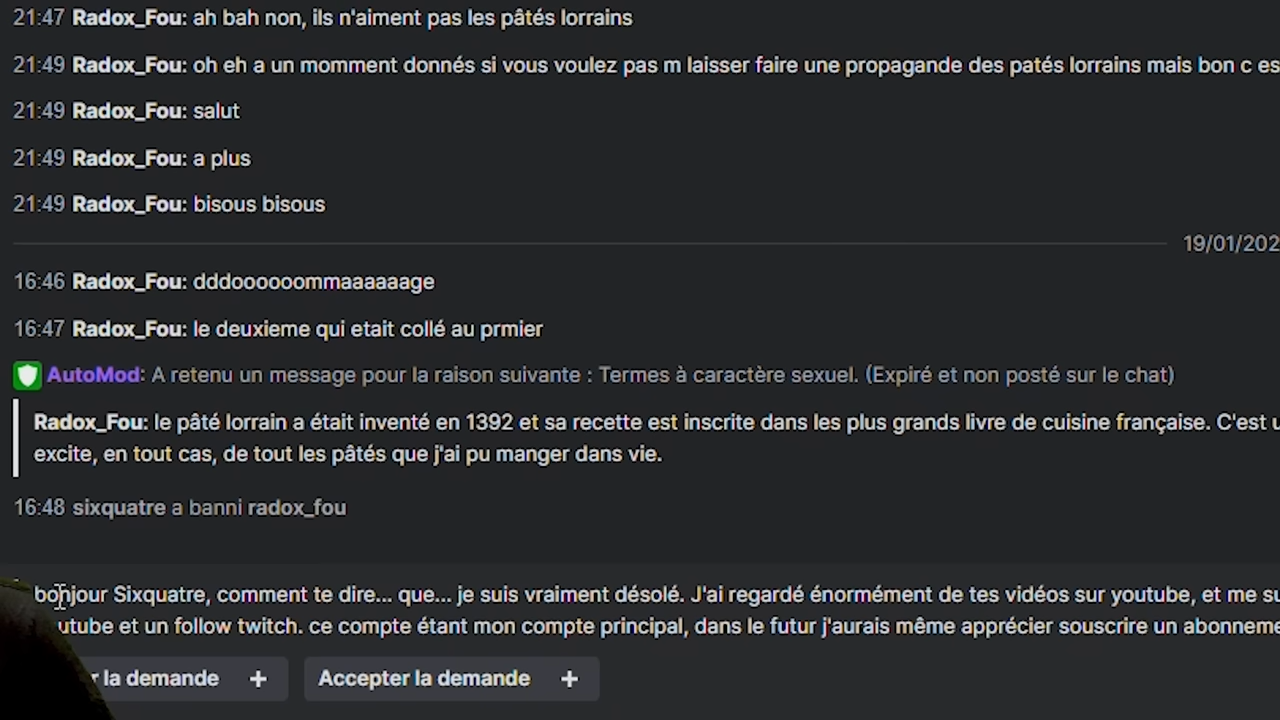 21:47 Radox_Fou: ah bah non, ils n'aiment pas les pâtés lorrains
21:49 Radox_Fou: oh eh a un momment donnés si vous voulez pas m laisser faire une propagande des patés lorrains mais bon c es
21:49 Radox_Fou: salut
21:49 Radox_Fou: a plus
21:49 Radox_Fou: bisous bisous
19/01/202
16:46 Radox_Fou: dddoooooommaaaaaage
16:47 Radox_Fou: le deuxieme qui etait collé au prmier
AutoMod: A retenu un message pour la raison suivante : Termes à caractère sexuel. (Expiré et non posté sur le chat)
Radox_Fou: le pâté lorrain a était inventé en 1392 et sa recette est inscrite dans les plus grands livre de cuisine française. C'est u
excite, en tout cas, de tout les pâtés que j'ai pu manger dans vie.
16:48 sixquatre a banni radox_fou
bonjour Sixquatre, comment te dire... que... je suis vraiment désolé. J'ai regardé énormément de tes vidéos sur youtube, et me su
utube et un follow twitch. ce compte étant mon compte principal, dans le futur j'aurais même apprécier souscrire un abonneme
r la demande +
Accepter la demande +